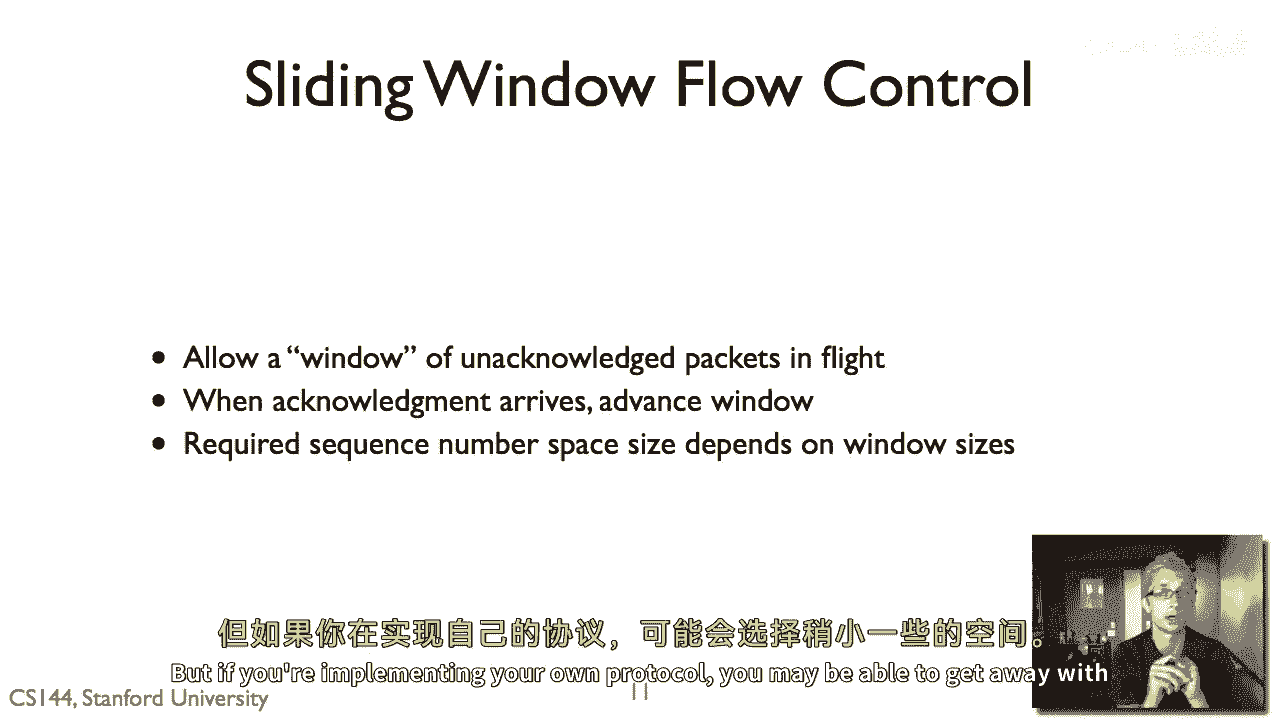 Sliding Window Flow Control
• Allow a “window” of unacknowledged packets in flight
• When acknowledgment arrives, advance window
• Required sequence number space size depends on window sizes
但如果你在实现自己的协议，可能会选择稍小一些的空间。
But if you're implementing your own protocol, you may be able to get away with
CS144, Stanford University
11